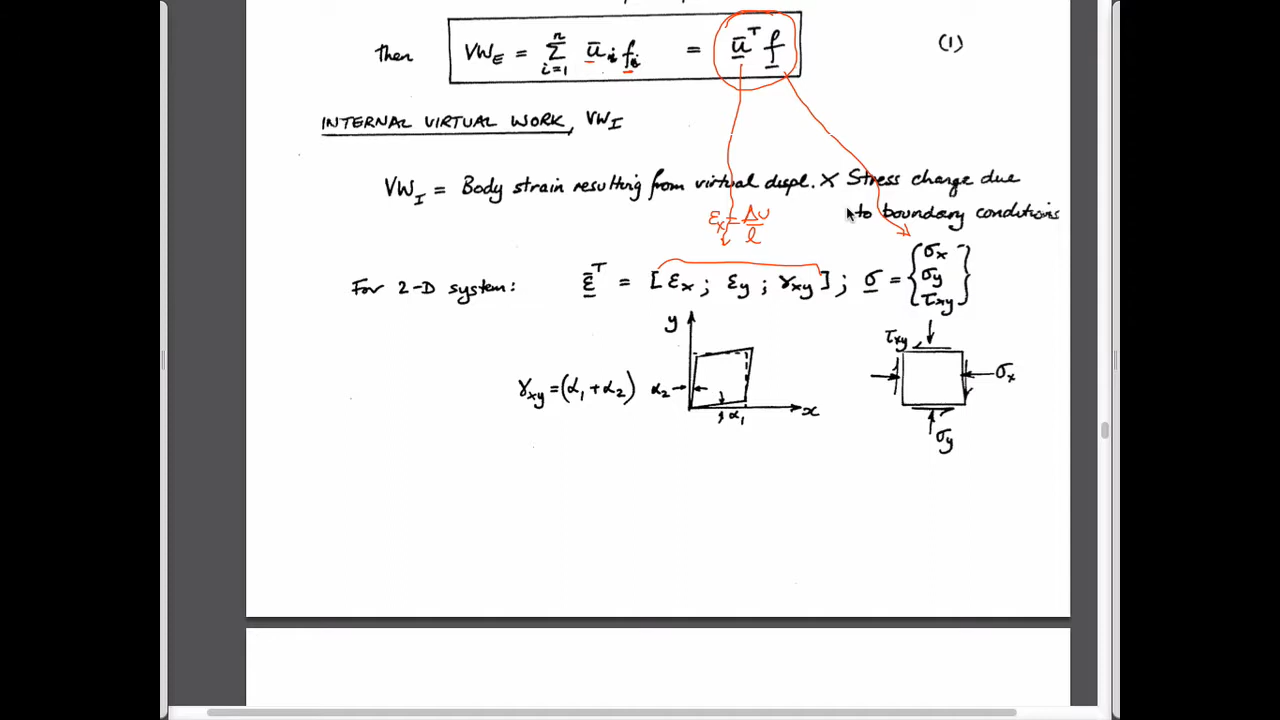 then VW_E = Σ_{i=1}^{n} ū_i f_i = ū^T f (1)
INTERNAL VIRTUAL WORK, VW_I
VW_I = Body strain resulting from virtual displ. X Stress change due
to boundary conditions
ε_x = Δu/l
For 2-D system: ε̄^T = [ε_x ; ε_y ; γ_xy] ; σ = {σ_x σ_y τ_xy}
y
τ_xy
γ_xy = (α_1 + α_2) α_2
σ_x
α_1 x
σ_y